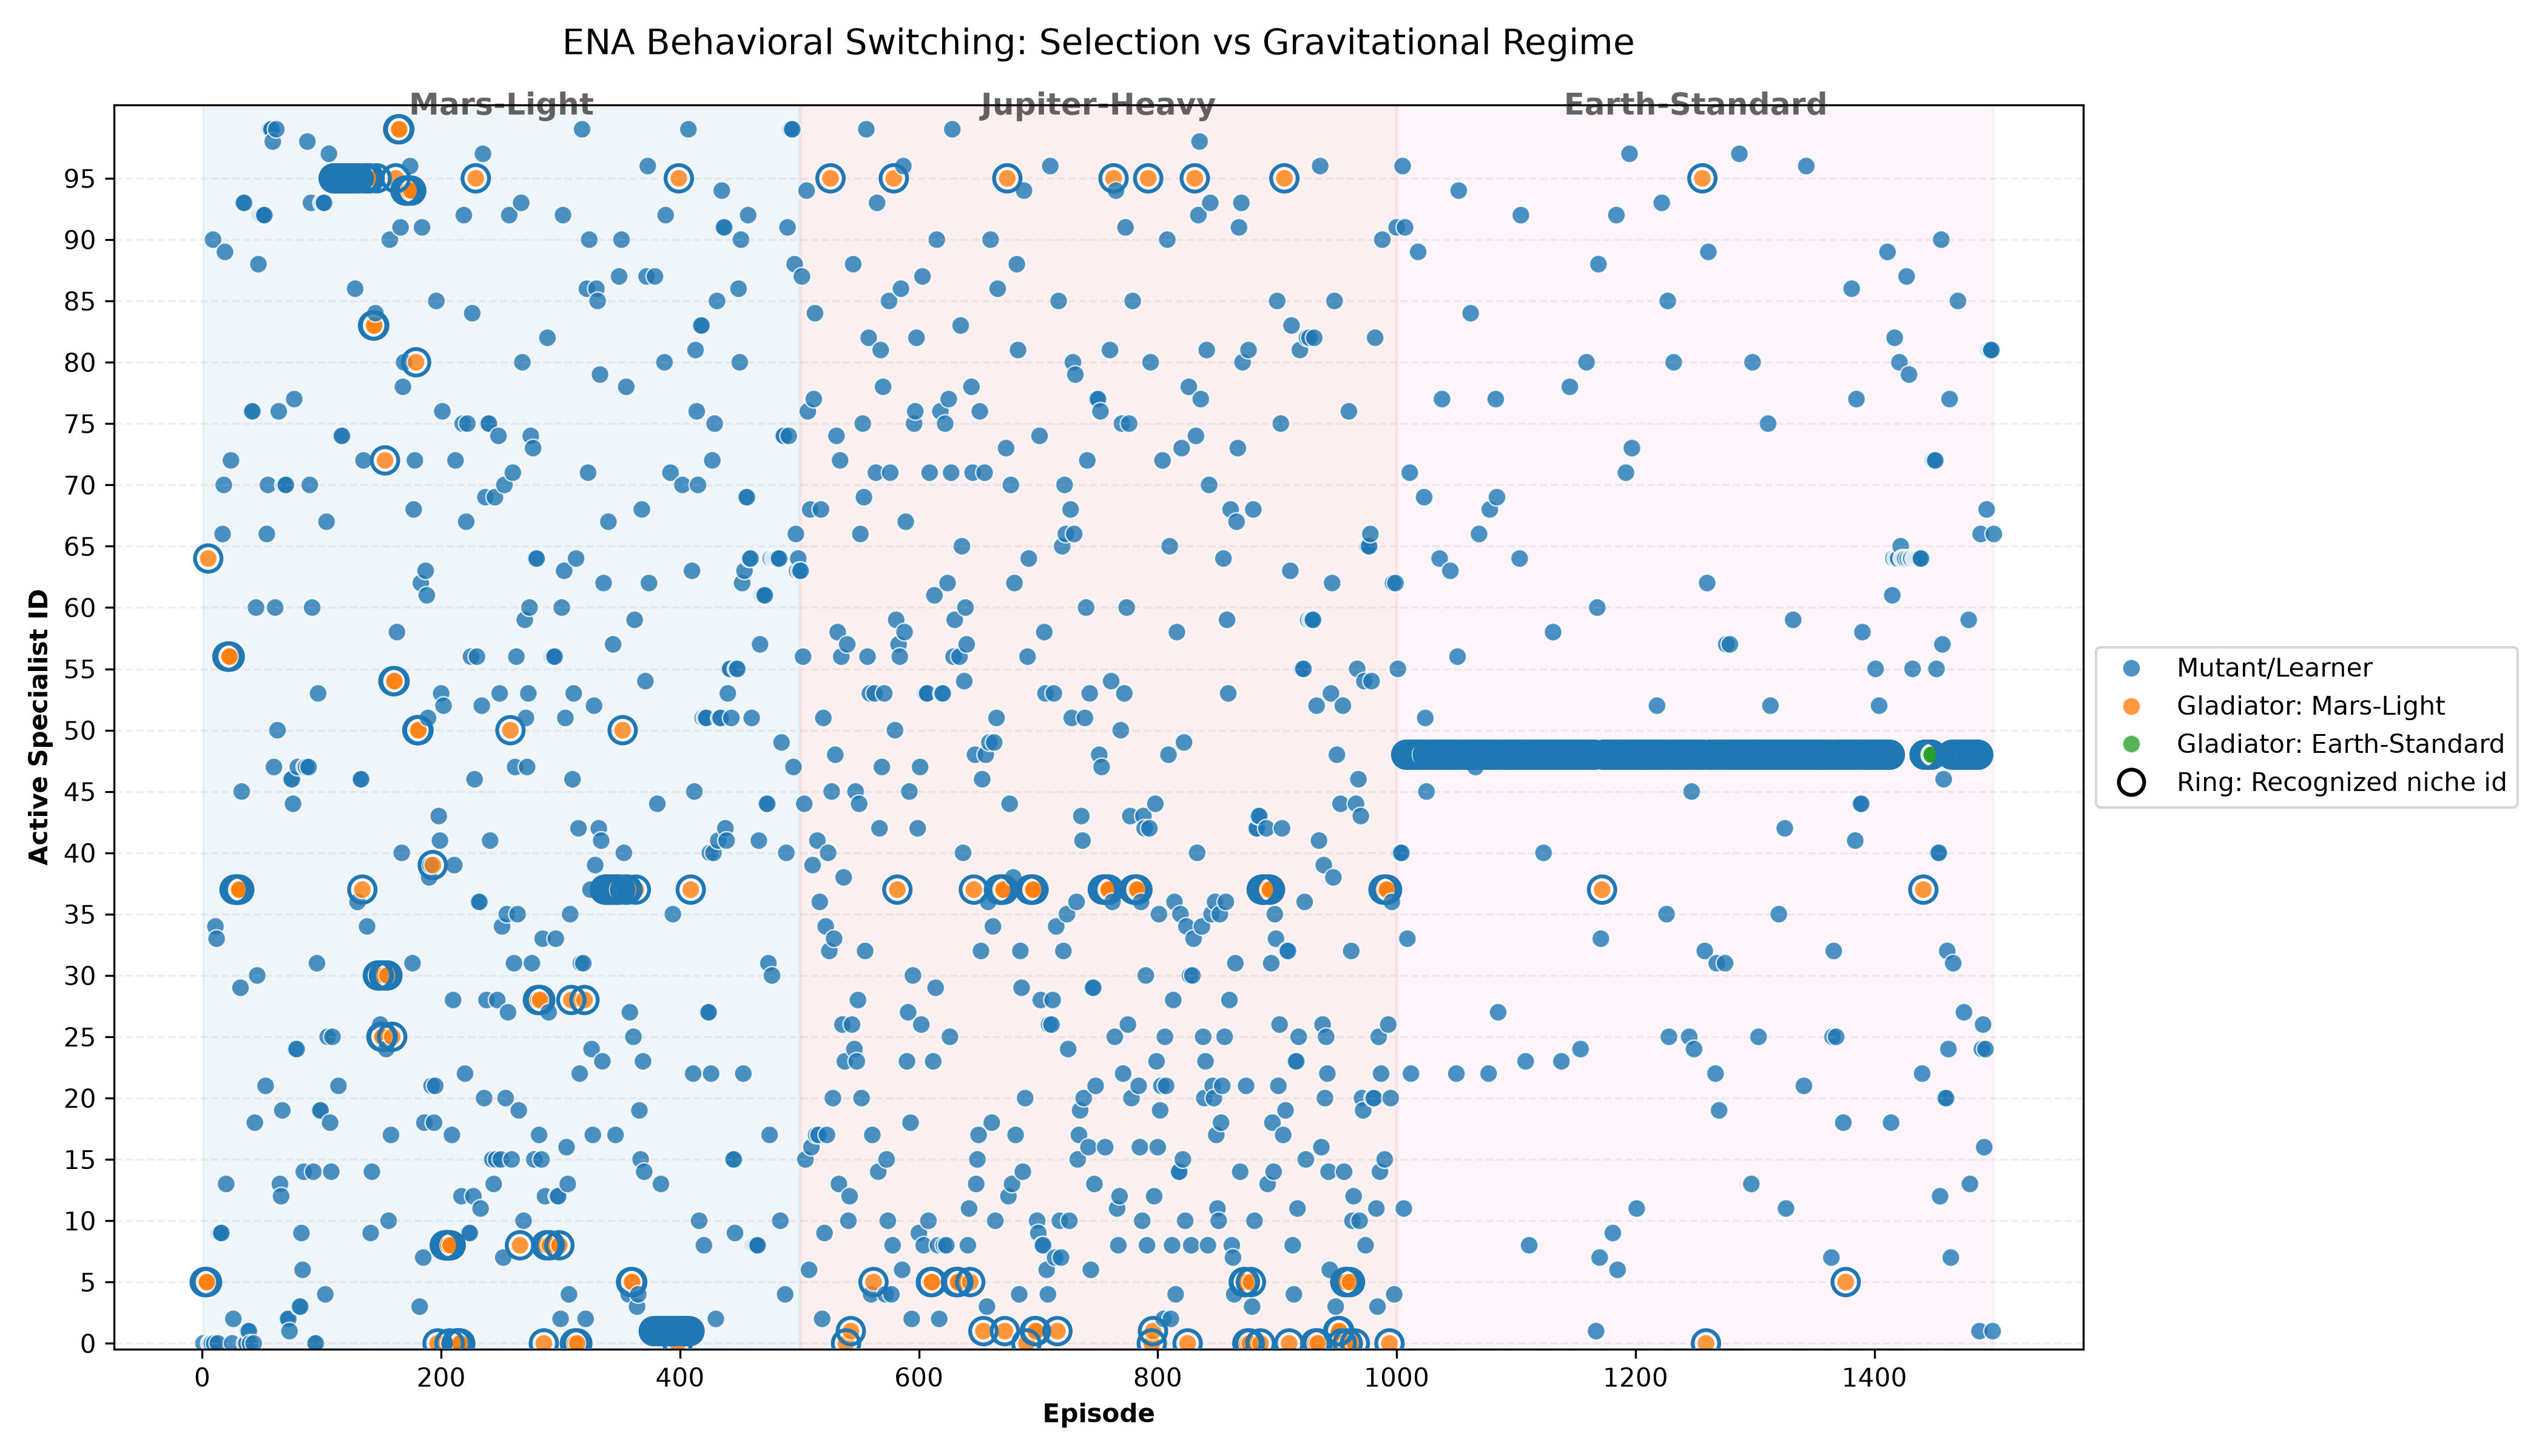 ENA Behavioral Switching: Selection vs Gravitational Regime
Mars-Light
Jupiter-Heavy
Earth-Standard
Active Specialist ID
95
90
85
80
75
70
65
60
55
50
45
40
35
30
25
20
15
10
5
0
Mutant/Learner
Gladiator: Mars-Light
Gladiator: Earth-Standard
Ring: Recognized niche id
0
200
400
600
800
1000
1200
1400
Episode